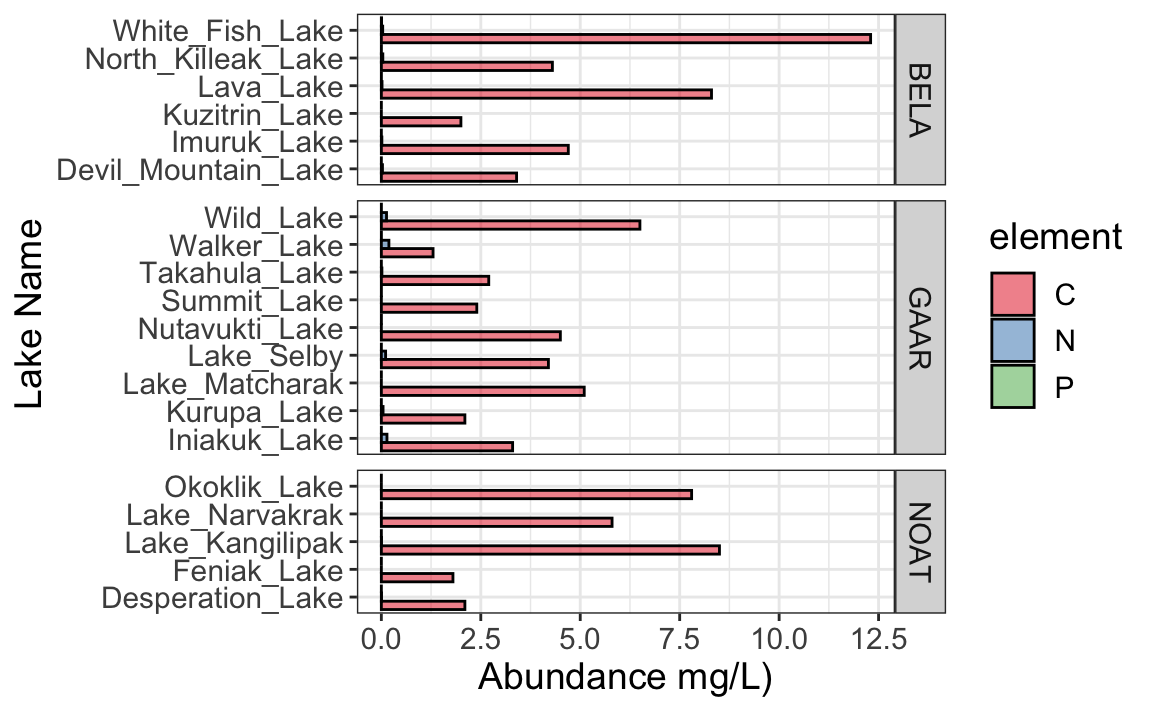 White_Fish_Lake
North_Killeak_Lake
Lava_Lake
Kuzitrin_Lake
Imuruk_Lake
Devil_Mountain_Lake
BELA
Wild_Lake
Walker_Lake
Takahula_Lake
Summit_Lake
Nutavukti_Lake
Lake_Selby
Lake_Matcharak
Kurupa_Lake
Iniakuk_Lake
GAAR
Okoklik_Lake
Lake_Narvakrak
Lake_Kangilipak
Feniak_Lake
Desperation_Lake
NOAT
0.0 2.5 5.0 7.5 10.0 12.5
Abundance mg/L)
Lake Name
element
C
N
P